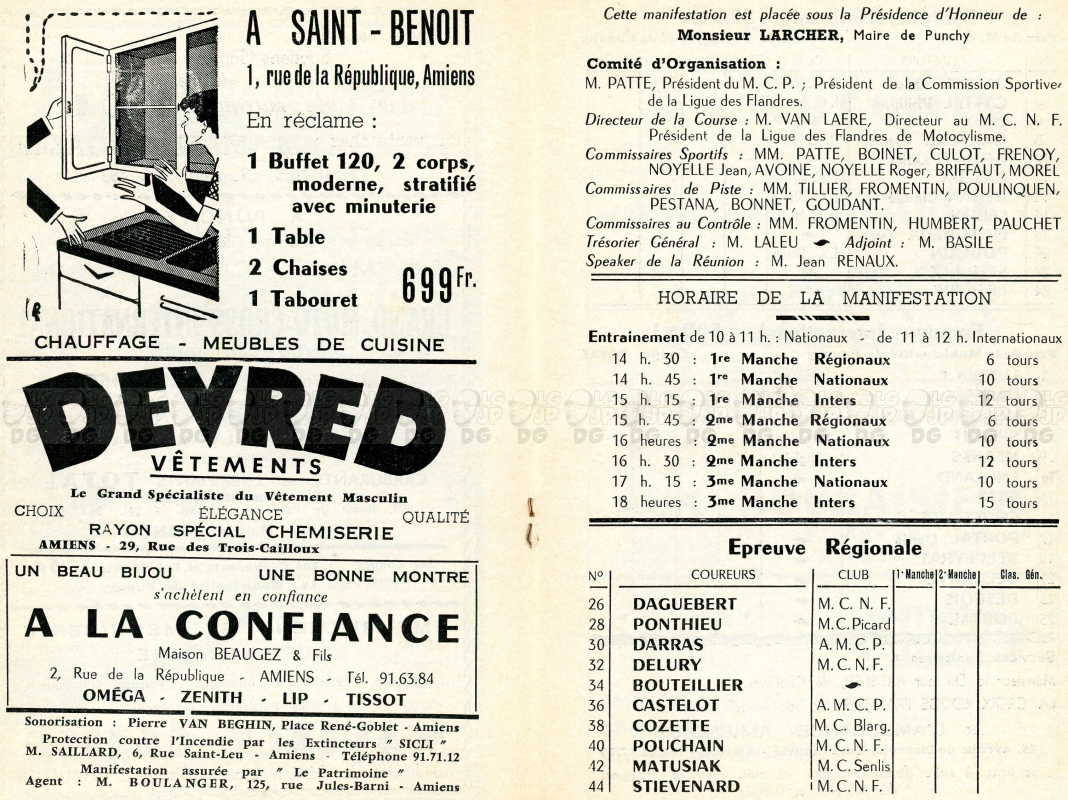 A SAINT - BENOIT
1, rue de la République, Amiens
En réclame :
1 Buffet 120, 2 corps,
moderne, stratifié
avec minuterie
1 Table
2 Chaises
1 Tabouret
699 Fr.
CHAUFFAGE - MEUBLES DE CUISINE
DEVRED
VÊTEMENTS
Le Grand Spécialiste du Vêtement Masculin
CHOIX ÉLÉGANCE QUALITÉ
RAYON SPÉCIAL CHEMISERIE
AMIENS - 29, Rue des Trois-Cailloux
UN BEAU BIJOU UNE BONNE MONTRE
s'achètent en confiance
A LA CONFIANCE
Maison BEAUGEZ & Fils
2, Rue de la République - AMIENS - Tél. 91.63.84
OMÉGA - ZENITH - LIP - TISSOT
Sonorisation : Pierre VAN BEGHIN, Place René-Goblet - Amiens
Protection contre l'Incendie par les Extincteurs " SICLI "
M. SAILLARD, 6, Rue Saint-Leu - Amiens - Téléphone 91.71.12
Manifestation assurée par " Le Patrimoine "
Agent : M. BOULANGER, 125, rue Jules-Barni - Amiens
Cette manifestation est placée sous la Présidence d'Honneur de :
Monsieur LARCHER, Maire de Punchy
Comité d'Organisation :
M. PATTE, Président du M. C. P. ; Président de la Commission Sportive,
de la Ligue des Flandres.
Directeur de la Course : M. VAN LAERE, Directeur au M. C. N. F.
Président de la Ligue des Flandres de Motocylisme.
Commissaires Sportifs : MM. PATTE, BOINET, CULOT, FRENOY,
NOYELLE Jean, AVOINE, NOYELLE Roger, BRIFFAUT, MOREL
Commissaires de Piste : MM. TILLIER, FROMENTIN, POULINQUEN,
PESTANA, BONNET, GOUDANT.
Commissaires au Contrôle : MM. FROMENTIN, HUMBERT, PAUCHET
Trésorier Général : M. LALEU Adjoint : M. BASILE
Speaker de la Réunion : M. Jean RENAUX.
HORAIRE DE LA MANIFESTATION
Entrainement de 10 à 11 h. : Nationaux - de 11 à 12 h. Internationaux
14 h. 30 : 1re Manche Régionaux 6 tours
14 h. 45 : 1re Manche Nationaux 10 tours
15 h. 15 : 1re Manche Inters 12 tours
15 h. 45 : 2me Manche Régionaux 6 tours
16 heures : 2me Manche Nationaux 10 tours
16 h. 30 : 2me Manche Inters 12 tours
17 h. 15 : 3me Manche Nationaux 10 tours
18 heures : 3me Manche Inters 15 tours
Epreuve Régionale
No COUREURS CLUB 1e Manche 2e Manche Clas. Gén.
26 DAGUEBERT M. C. N. F.
28 PONTHIEU M.C. Picard
30 DARRAS A. M. C. P.
32 DELURY M. C. N. F.
34 BOUTEILLIER
36 CASTELOT A. M. C. P.
38 COZETTE M. C. Blarg.
40 POUCHAIN M. C. N. F.
42 MATUSIAK M. C. Senlis
44 STIEVENARD M. C. N. F.